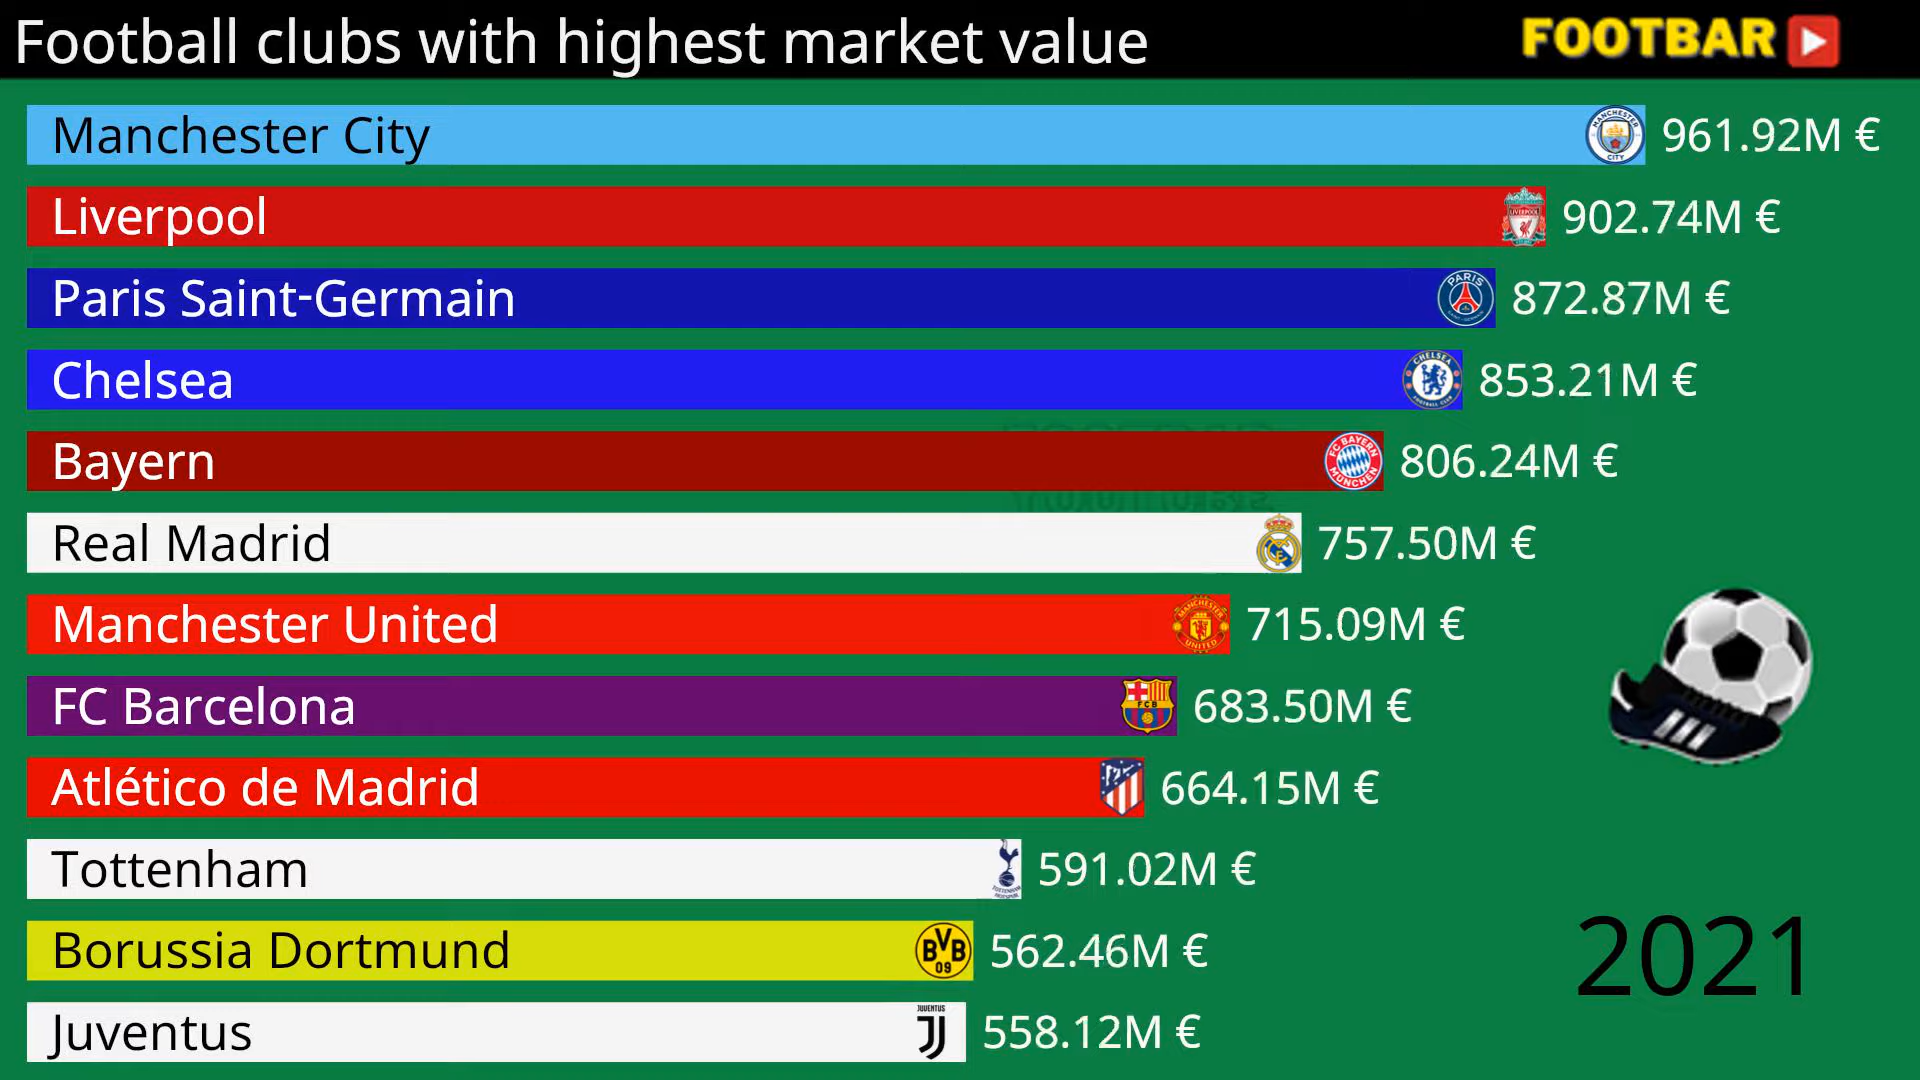 Football clubs with highest market value
FOOTBAR
Manchester City 961.92M €
Liverpool 902.74M €
Paris Saint-Germain 872.87M €
Chelsea 853.21M €
Bayern 806.24M €
Real Madrid 757.50M €
Manchester United 715.09M €
FC Barcelona 683.50M €
Atlético de Madrid 664.15M €
Tottenham 591.02M €
Borussia Dortmund 562.46M €
Juventus 558.12M €
2021